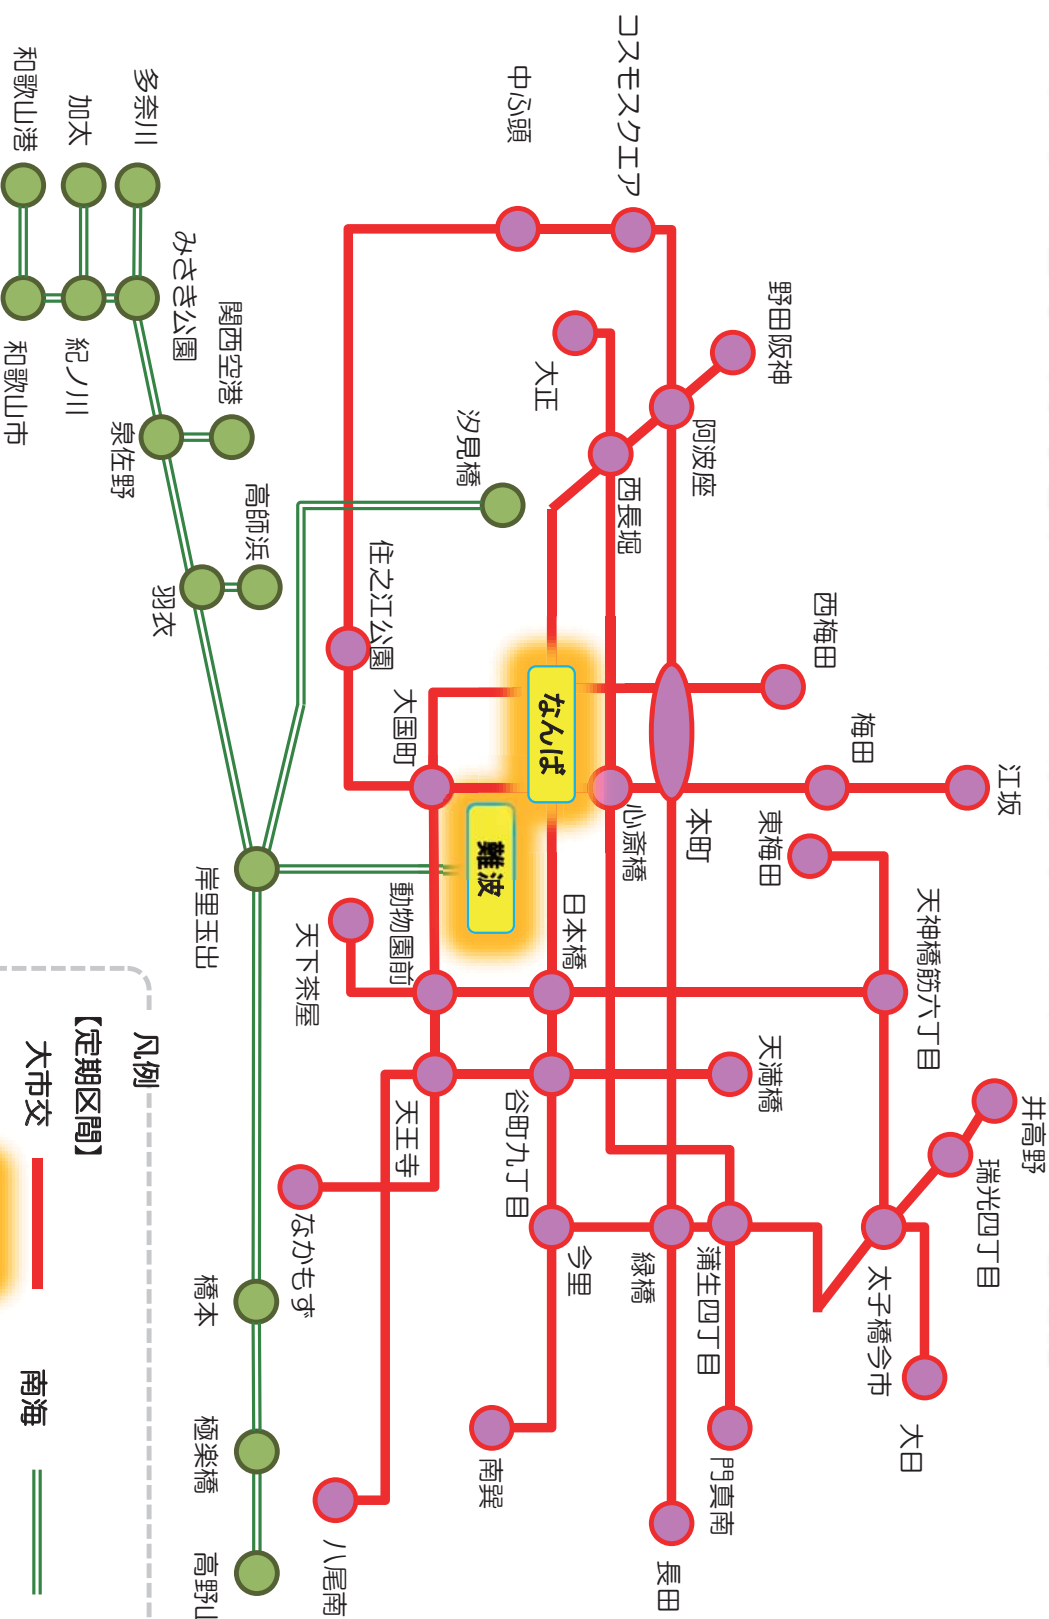 江坂
梅田
西梅田
野田阪神
コスモスクエア
中ふ頭
大正
阿波座
西長堀
汐見橋
住之江公園
大国町
なんば
難波
心斎橋
本町
東梅田
天神橋筋六丁目
井高野
瑞光四丁目
太子橋今市
大日
天満橋
日本橋
動物園前
天下茶屋
谷町九丁目
天王寺
なかもず
今里
緑橋
蒲生四丁目
門真南
長田
南巽
八尾南
多奈川
加太
和歌山港
みさき公園
紀ノ川
和歌山市
関西空港
泉佐野
高師浜
羽衣
岸里玉出
橋本
極楽橋
高野山
凡例
【定期区間】
大市交
南海